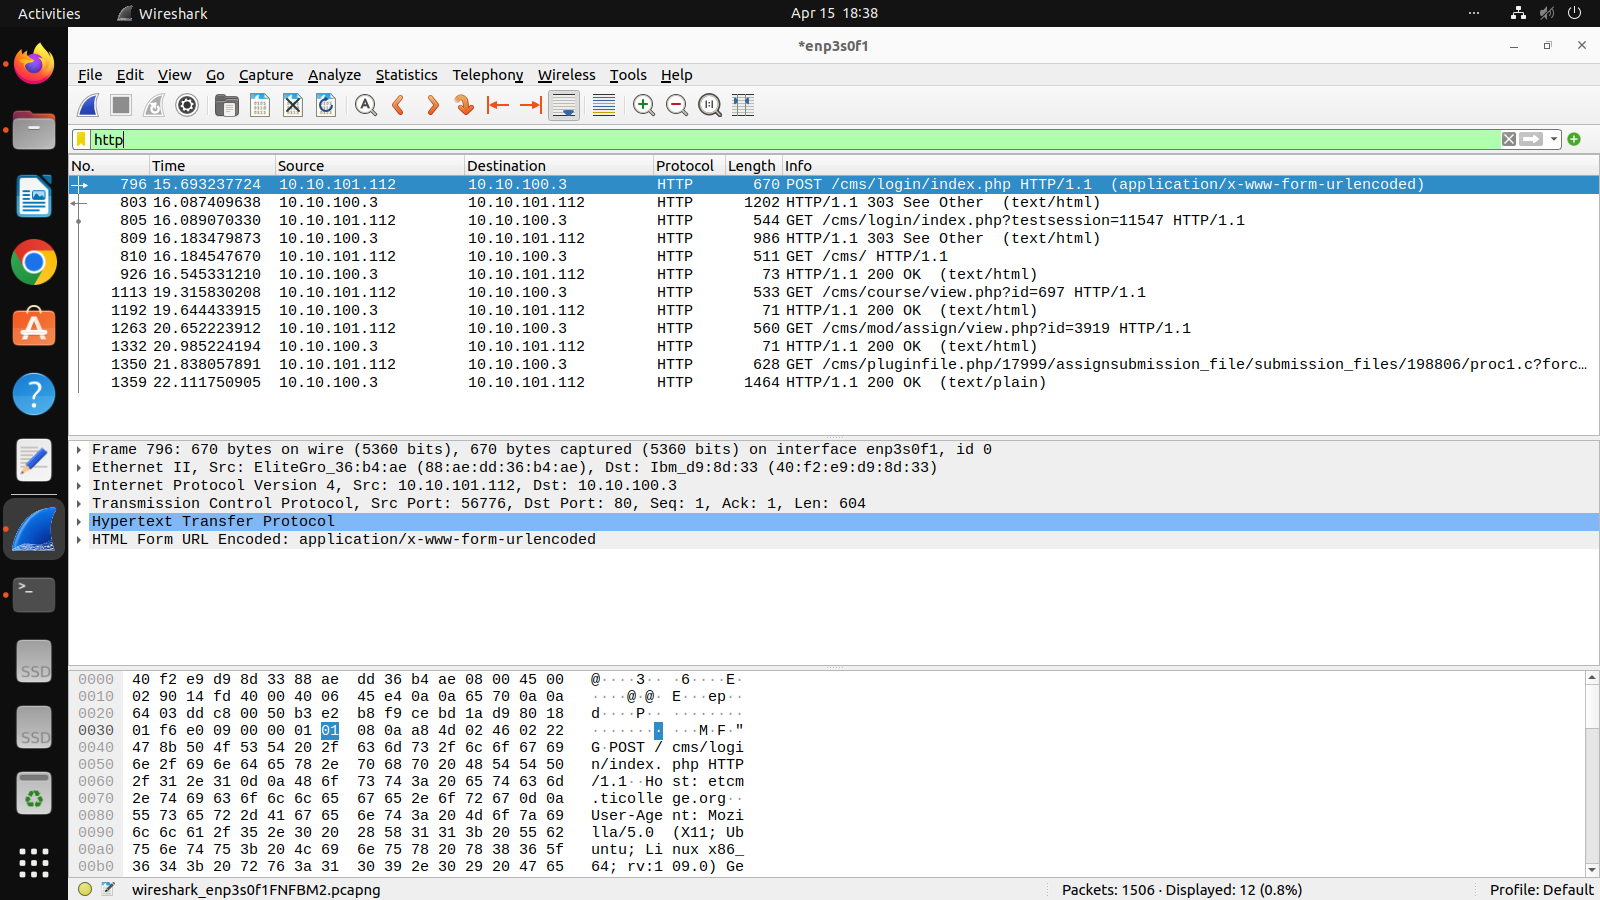 Activities Wireshark Apr 15 18:38
*enp3s0f1
File Edit View Go Capture Analyze Statistics Telephony Wireless Tools Help
http
No. Time Source Destination Protocol Length Info
796 15.693237724 10.10.101.112 10.10.100.3 HTTP 670 POST /cms/login/index.php HTTP/1.1 (application/x-www-form-urlencoded)
803 16.087409638 10.10.100.3 10.10.101.112 HTTP 1202 HTTP/1.1 303 See Other (text/html)
805 16.089070330 10.10.101.112 10.10.100.3 HTTP 544 GET /cms/login/index.php?testsession=11547 HTTP/1.1
809 16.183479873 10.10.100.3 10.10.101.112 HTTP 986 HTTP/1.1 303 See Other (text/html)
810 16.184547670 10.10.101.112 10.10.100.3 HTTP 511 GET /cms/ HTTP/1.1
926 16.545331210 10.10.100.3 10.10.101.112 HTTP 73 HTTP/1.1 200 OK (text/html)
1113 19.315830208 10.10.101.112 10.10.100.3 HTTP 533 GET /cms/course/view.php?id=697 HTTP/1.1
1192 19.644433915 10.10.100.3 10.10.101.112 HTTP 71 HTTP/1.1 200 OK (text/html)
1263 20.652223912 10.10.101.112 10.10.100.3 HTTP 560 GET /cms/mod/assign/view.php?id=3919 HTTP/1.1
1332 20.985224194 10.10.100.3 10.10.101.112 HTTP 71 HTTP/1.1 200 OK (text/html)
1350 21.838057891 10.10.101.112 10.10.100.3 HTTP 628 GET /cms/pluginfile.php/17999/assignsubmission_file/submission_files/198806/proc1.c?forc…
1359 22.111750905 10.10.100.3 10.10.101.112 HTTP 1464 HTTP/1.1 200 OK (text/plain)
Frame 796: 670 bytes on wire (5360 bits), 670 bytes captured (5360 bits) on interface enp3s0f1, id 0
Ethernet II, Src: EliteGro_36:b4:ae (88:ae:dd:36:b4:ae), Dst: Ibm_d9:8d:33 (40:f2:e9:d9:8d:33)
Internet Protocol Version 4, Src: 10.10.101.112, Dst: 10.10.100.3
Transmission Control Protocol, Src Port: 56776, Dst Port: 80, Seq: 1, Ack: 1, Len: 604
Hypertext Transfer Protocol
HTML Form URL Encoded: application/x-www-form-urlencoded
0000 40 f2 e9 d9 8d 33 88 ae dd 36 b4 ae 08 00 45 00 @····3·· ·6····E·
0010 02 90 14 fd 40 00 40 06 45 e4 0a 0a 65 70 0a 0a ····@·@· E···ep··
0020 64 03 dd c8 00 50 b3 e2 b8 f9 ce bd 1a d9 80 18 d····P·· ········
0030 01 f6 e0 09 00 00 01 01 08 0a a8 4d 02 46 02 22 ········ ···M·F·"
0040 47 8b 50 4f 53 54 20 2f 63 6d 73 2f 6c 6f 67 69 G·POST / cms/logi
0050 6e 2f 69 6e 64 65 78 2e 70 68 70 20 48 54 54 50 n/index. php HTTP
0060 2f 31 2e 31 0d 0a 48 6f 73 74 3a 20 65 74 63 6d /1.1··Ho st: etcm
0070 2e 74 69 63 6f 6c 6c 65 67 65 2e 6f 72 67 0d 0a .ticolle ge.org··
0080 55 73 65 72 2d 41 67 65 6e 74 3a 20 4d 6f 7a 69 User-Age nt: Mozi
0090 6c 6c 61 2f 35 2e 30 20 28 58 31 31 3b 20 55 62 lla/5.0 (X11; Ub
00a0 75 6e 74 75 3b 20 4c 69 6e 75 78 20 78 38 36 5f untu; Li nux x86_
00b0 36 34 3b 20 72 76 3a 31 30 39 2e 30 29 20 47 65 64; rv:1 09.0) Ge
SSD
SSD
wireshark_enp3s0f1FNFBM2.pcapng Packets: 1506 · Displayed: 12 (0.8%) Profile: Default